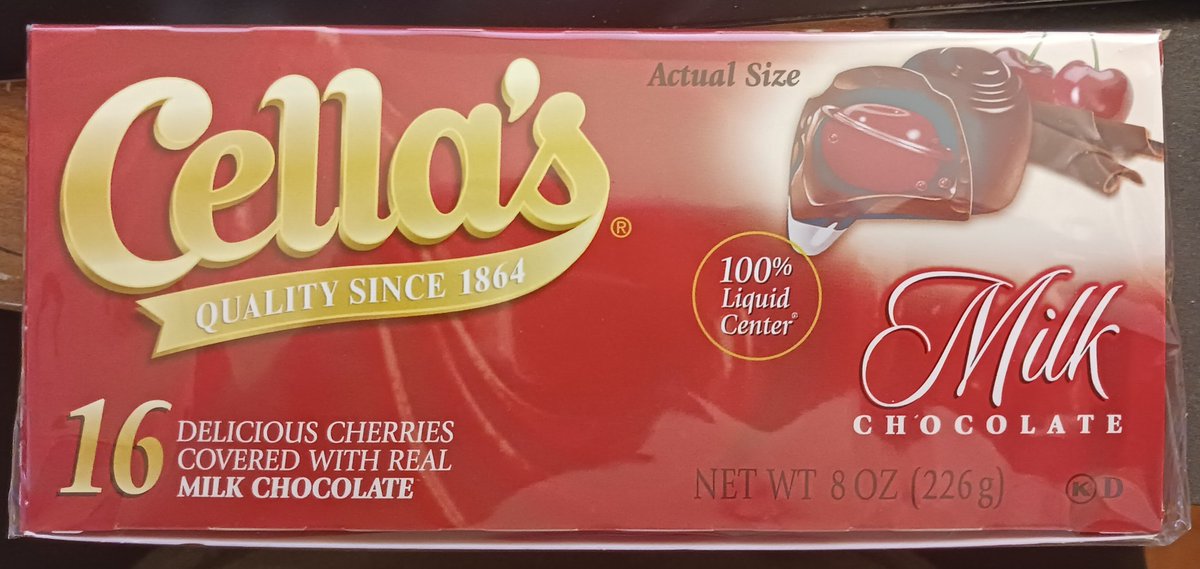 Cella's®
QUALITY SINCE 1864
16
DELICIOUS CHERRIES
COVERED WITH REAL
MILK CHOCOLATE
Actual Size
100%
Liquid
Center®
Milk
CHOCOLATE
NET WT 8 OZ (226 g)
K D